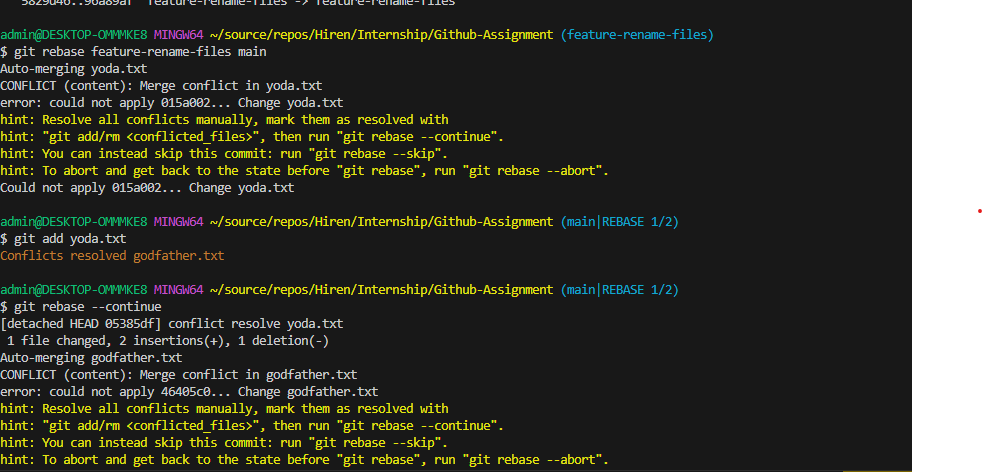 5829d46..96a89af  feature-rename-files -> feature-rename-files
admin@DESKTOP-OMMMKE8 MINGW64 ~/source/repos/Hiren/Internship/Github-Assignment (feature-rename-files)
$ git rebase feature-rename-files main
Auto-merging yoda.txt
CONFLICT (content): Merge conflict in yoda.txt
error: could not apply 015a002... Change yoda.txt
hint: Resolve all conflicts manually, mark them as resolved with
hint: "git add/rm <conflicted_files>", then run "git rebase --continue".
hint: You can instead skip this commit: run "git rebase --skip".
hint: To abort and get back to the state before "git rebase", run "git rebase --abort".
Could not apply 015a002... Change yoda.txt
admin@DESKTOP-OMMMKE8 MINGW64 ~/source/repos/Hiren/Internship/Github-Assignment (main|REBASE 1/2)
$ git add yoda.txt
Conflicts resolved godfather.txt
admin@DESKTOP-OMMMKE8 MINGW64 ~/source/repos/Hiren/Internship/Github-Assignment (main|REBASE 1/2)
$ git rebase --continue
[detached HEAD 05385df] conflict resolve yoda.txt
 1 file changed, 2 insertions(+), 1 deletion(-)
Auto-merging godfather.txt
CONFLICT (content): Merge conflict in godfather.txt
error: could not apply 46405c0... Change godfather.txt
hint: Resolve all conflicts manually, mark them as resolved with
hint: "git add/rm <conflicted_files>", then run "git rebase --continue".
hint: You can instead skip this commit: run "git rebase --skip".
hint: To abort and get back to the state before "git rebase", run "git rebase --abort".